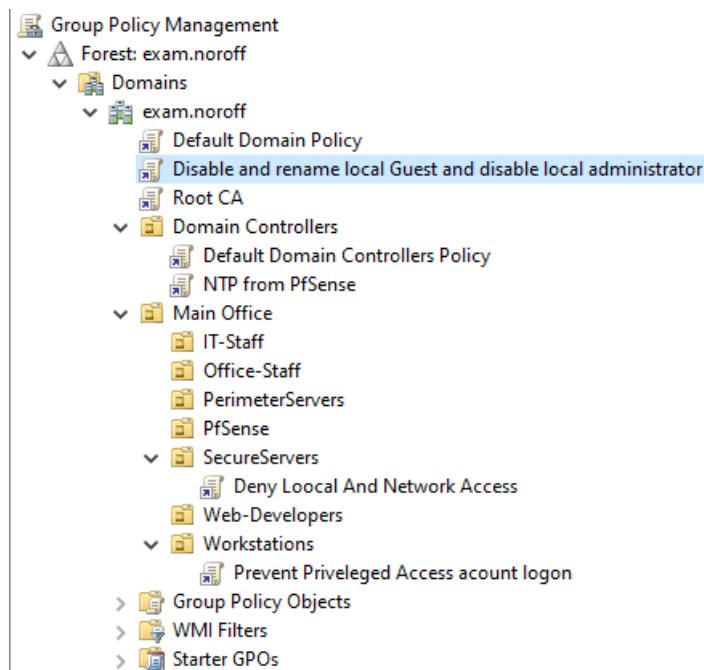 Group Policy Management
Forest: exam.noroff
Domains
exam.noroff
Default Domain Policy
Disable and rename local Guest and disable local administrator
Root CA
Domain Controllers
Default Domain Controllers Policy
NTP from PfSense
Main Office
IT-Staff
Office-Staff
PerimeterServers
PfSense
SecureServers
Deny Loocal And Network Access
Web-Developers
Workstations
Prevent Priveleged Access acount logon
Group Policy Objects
WMI Filters
Starter GPOs